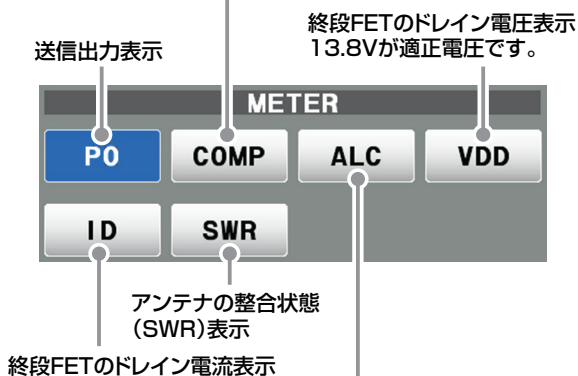 終段FETのドレイン電圧表示
13.8Vが適正電圧です。
送信出力表示
METER
PO
COMP
ALC
VDD
ID
SWR
アンテナの整合状態
（SWR）表示
終段FETのドレイン電流表示